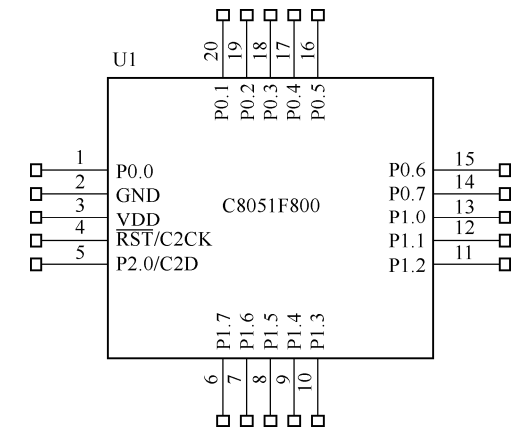 U1
20 19 18 17 16
P0.1 P0.2 P0.3 P0.4 P0.5
1 P0.0
2 GND
3 VDD
4 RST/C2CK
5 P2.0/C2D
C8051F800
P0.6 15
P0.7 14
P1.0 13
P1.1 12
P1.2 11
P1.7 P1.6 P1.5 P1.4 P1.3
6 7 8 9 10